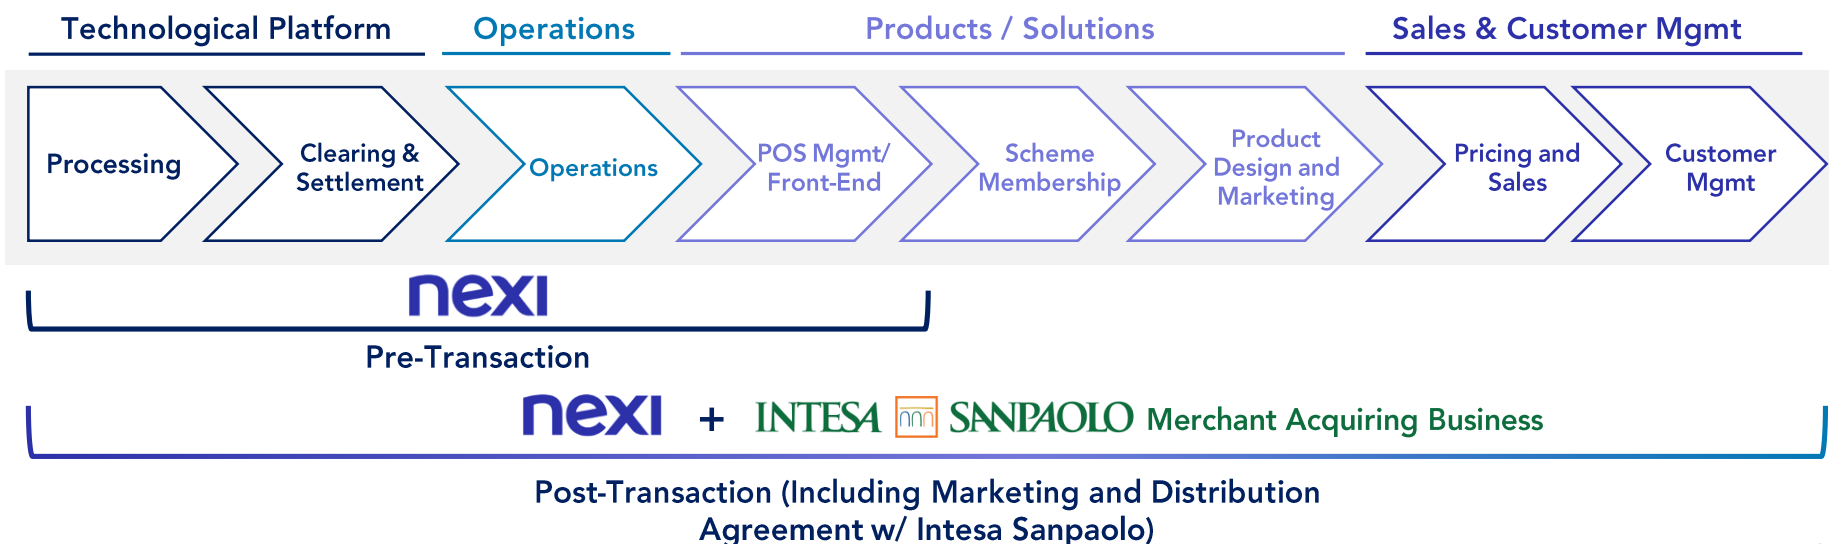 Technological Platform
Operations
Products / Solutions
Sales & Customer Mgmt
Processing
Clearing &
Settlement
Operations
POS Mgmt/
Front-End
Scheme
Membership
Product
Design and
Marketing
Pricing and
Sales
Customer
Mgmt
nexi
Pre-Transaction
nexi + INTESA SANPAOLO Merchant Acquiring Business
Post-Transaction (Including Marketing and Distribution
Agreement w/ Intesa Sanpaolo)